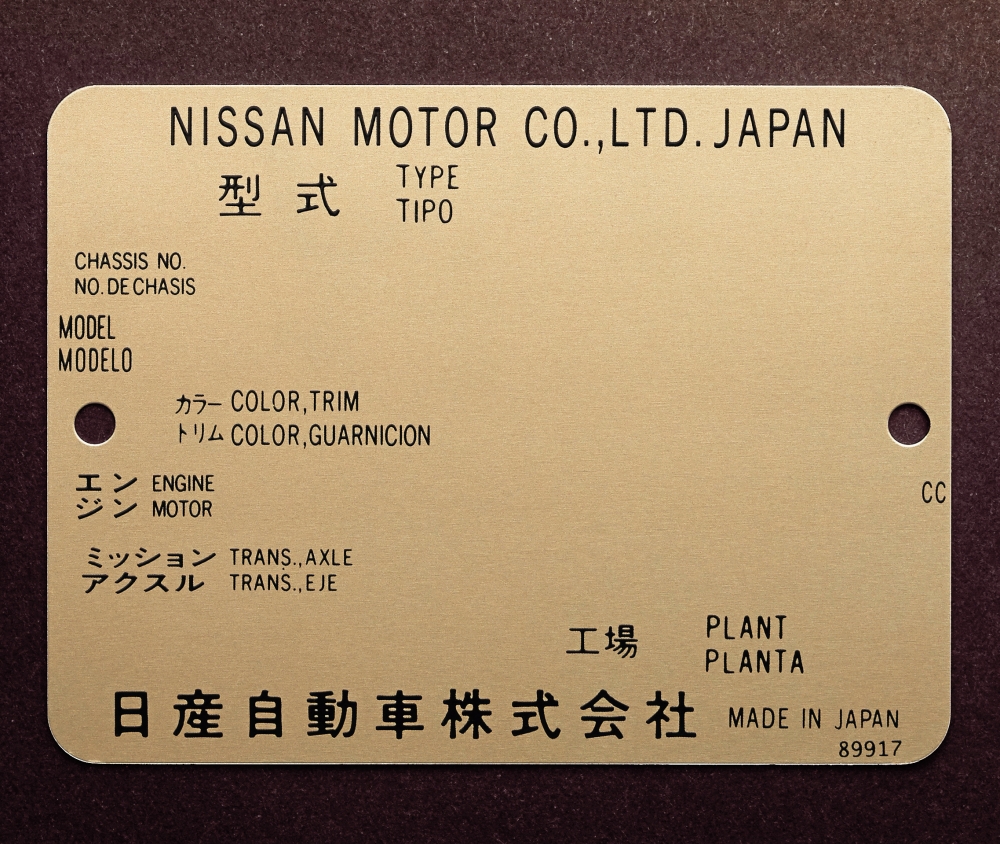 NISSAN MOTOR CO.,LTD. JAPAN
型式 TYPE
TIPO
CHASSIS NO.
NO. DE CHASIS
MODEL
MODELO
カラー COLOR,TRIM
トリム COLOR,GUARNICION
エン ENGINE
ジン MOTOR
CC
ミッション TRANS.,AXLE
アクスル TRANS.,EJE
工場 PLANT
PLANTA
日産自動車株式会社 MADE IN JAPAN
89917